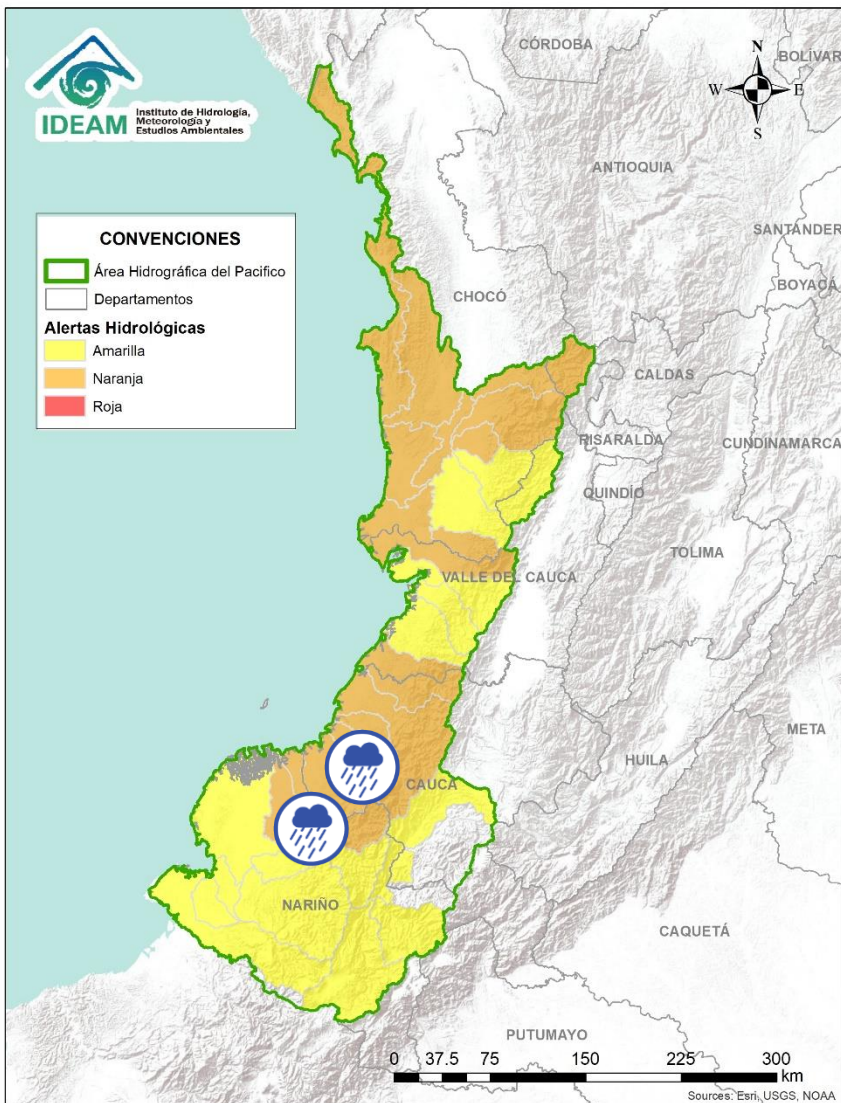 IDEAM
Instituto de Hidrología,
Meteorología y
Estudios Ambientales
CÓRDOBA
BOLÍVAR
N
W
E
S
ANTIOQUIA
SANTÁNDER
BOYACÁ
CONVENCIONES
Área Hidrográfica del Pacifico
Departamentos
Alertas Hidrológicas
Amarilla
Naranja
Roja
CHOCÓ
CALDAS
RISARALDA
CUNDINAMARCA
QUINDÍO
TOLIMA
VALLE DEL CAUCA
META
HUILA
CAUCA
NARIÑO
CAQUETÁ
PUTUMAYO
0 37.5 75 150 225 300
km
Sources: Esri, USGS, NOAA